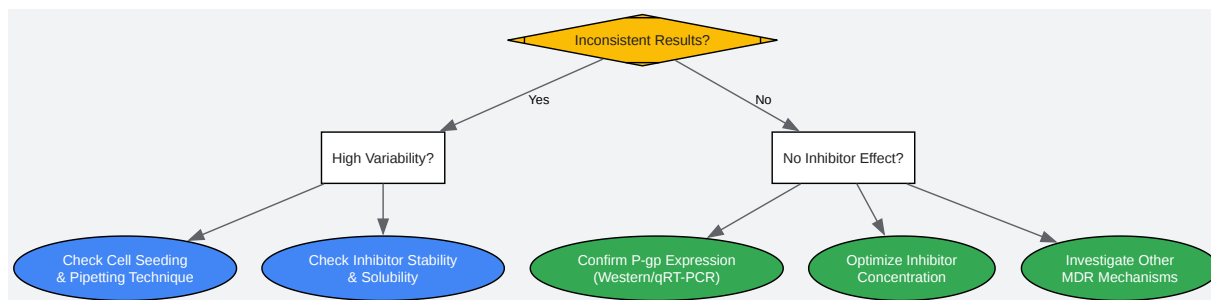 Inconsistent Results?
Yes
No
High Variability?
No Inhibitor Effect?
Check Cell Seeding
& Pipetting Technique
Check Inhibitor Stability
& Solubility
Confirm P-gp Expression
(Western/qRT-PCR)
Optimize Inhibitor
Concentration
Investigate Other
MDR Mechanisms